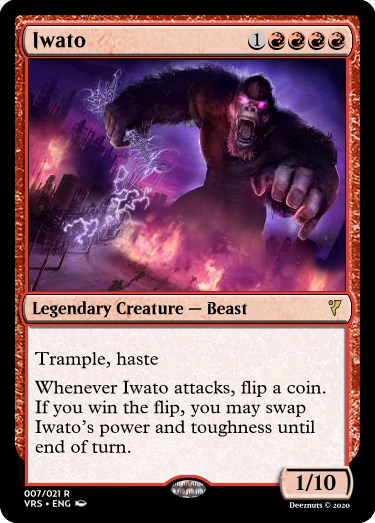 Iwato 1
Legendary Creature — Beast
Trample, haste
Whenever Iwato attacks, flip a coin.
If you win the flip, you may swap
Iwato's power and toughness until
end of turn.
1/10
007/021 R
VRS • ENG
Deeznuts © 2020